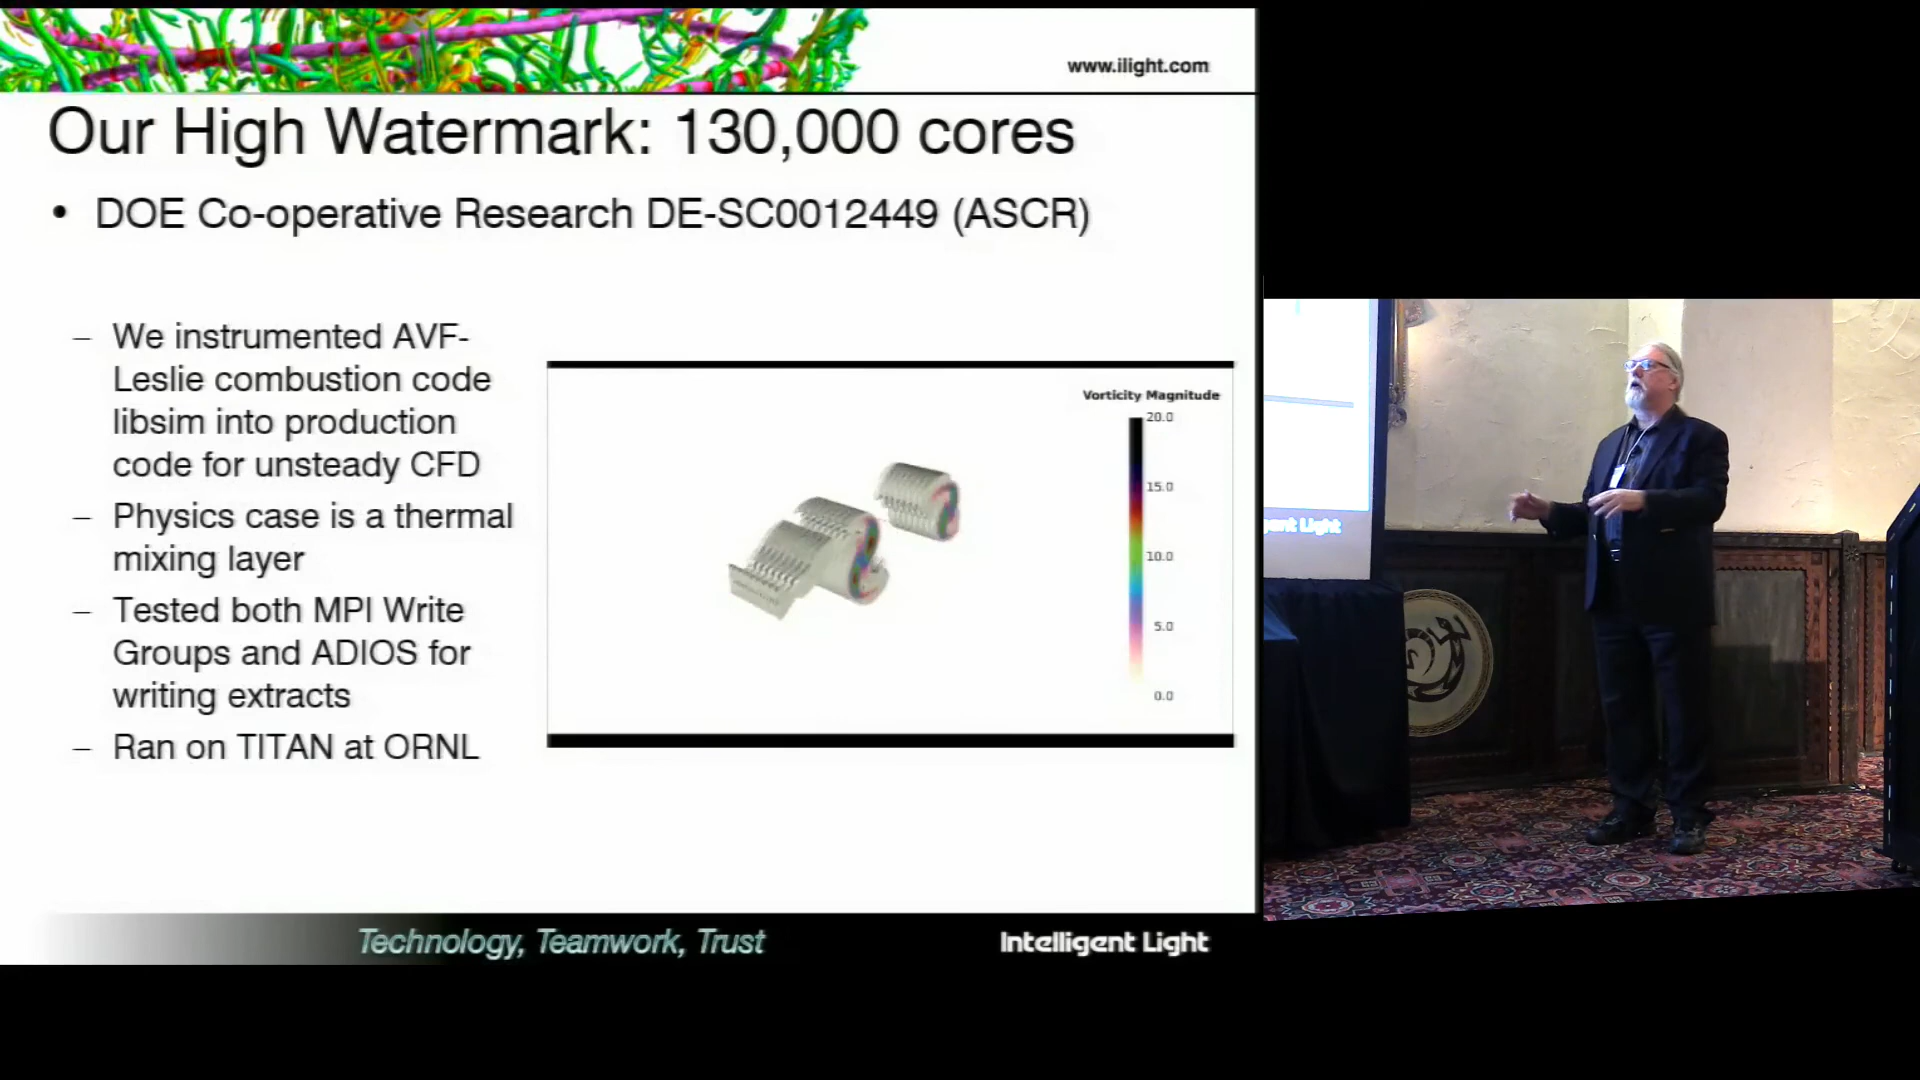 www.ilight.com
Our High Watermark: 130,000 cores
• DOE Co-operative Research DE-SC0012449 (ASCR)
– We instrumented AVF-
Leslie combustion code
libsim into production
code for unsteady CFD
– Physics case is a thermal
mixing layer
– Tested both MPI Write
Groups and ADIOS for
writing extracts
– Ran on TITAN at ORNL
Vorticity Magnitude
20.0
15.0
10.0
5.0
0.0
Technology, Teamwork, Trust
Intelligent Light
Light